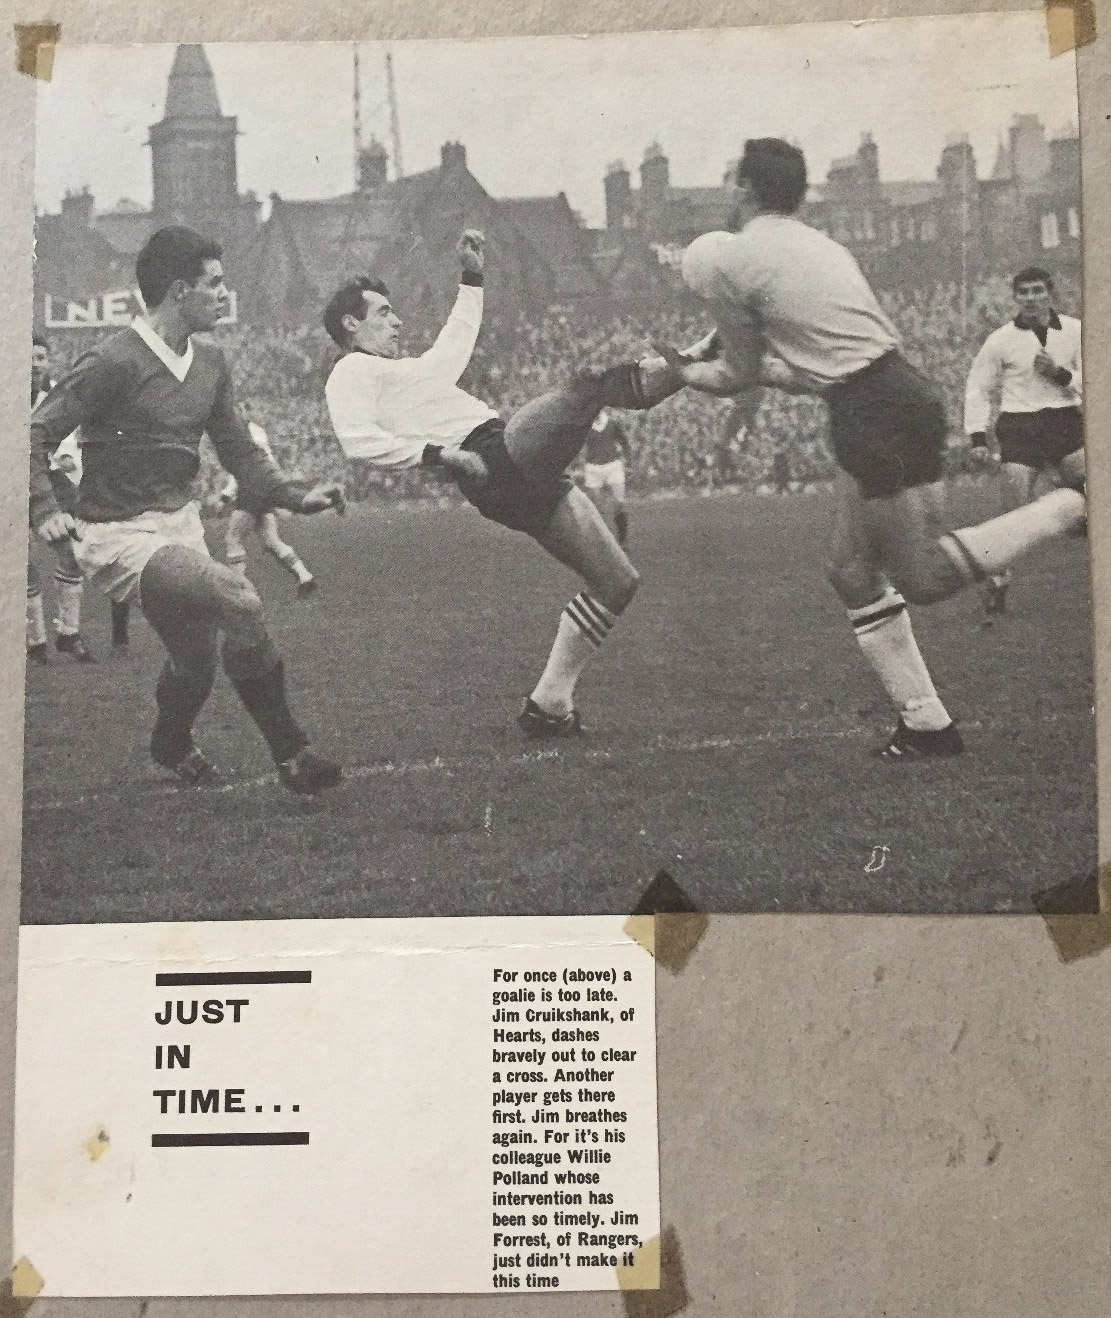 NE
JUST
IN
TIME...
For once (above) a
goalie is too late.
Jim Cruikshank, of
Hearts, dashes
bravely out to clear
a cross. Another
player gets there
first. Jim breathes
again. For it's his
colleague Willie
Polland whose
intervention has
been so timely. Jim
Forrest, of Rangers,
just didn't make it
this time